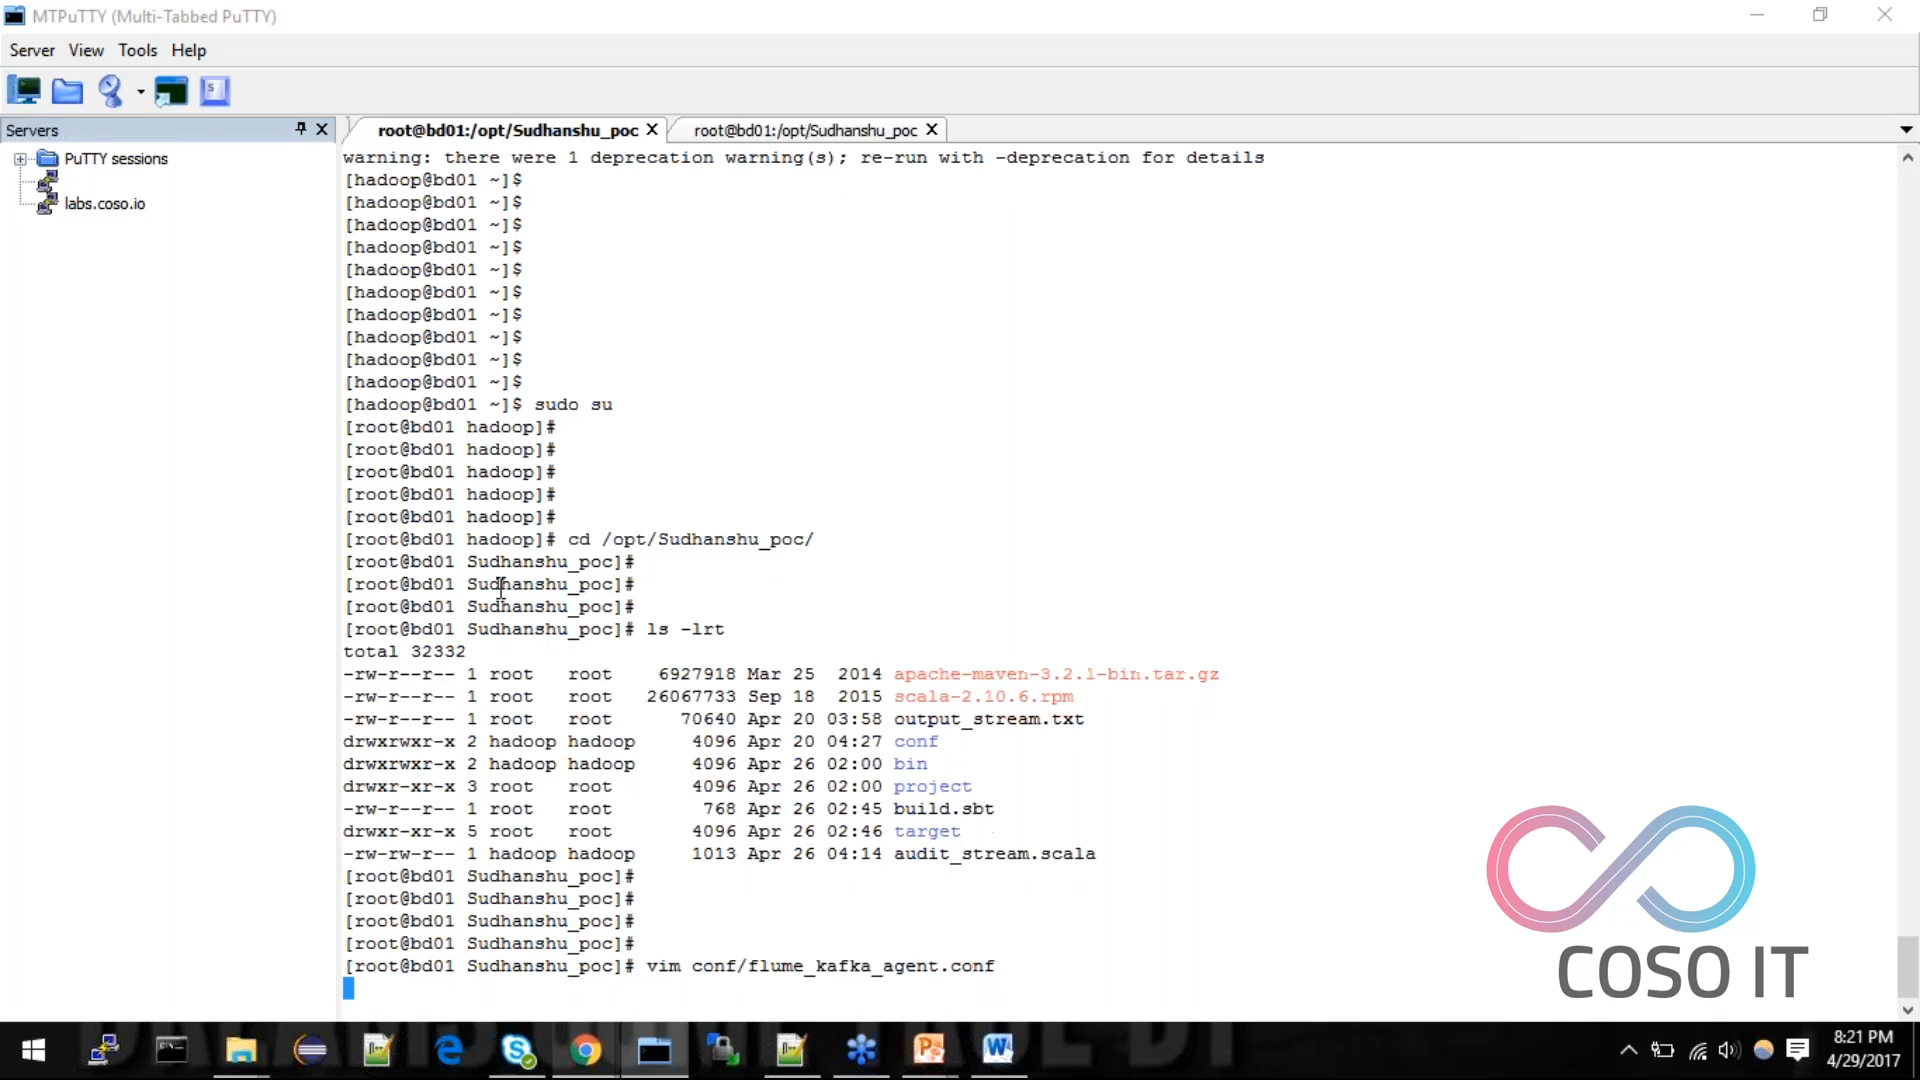 MTPuTTY (Multi-Tabbed PuTTY)
Server View Tools Help
Servers
root@bd01:/opt/Sudhanshu_poc root@bd01:/opt/Sudhanshu_poc
PuTTY sessions
labs.coso.io
warning: there were 1 deprecation warning(s); re-run with -deprecation for details
[hadoop@bd01 ~]$
[hadoop@bd01 ~]$
[hadoop@bd01 ~]$
[hadoop@bd01 ~]$
[hadoop@bd01 ~]$
[hadoop@bd01 ~]$
[hadoop@bd01 ~]$
[hadoop@bd01 ~]$
[hadoop@bd01 ~]$
[hadoop@bd01 ~]$
[hadoop@bd01 ~]$ sudo su
[root@bd01 hadoop]#
[root@bd01 hadoop]#
[root@bd01 hadoop]#
[root@bd01 hadoop]#
[root@bd01 hadoop]#
[root@bd01 hadoop]# cd /opt/Sudhanshu_poc/
[root@bd01 Sudhanshu_poc]#
[root@bd01 Sudhanshu_poc]#
[root@bd01 Sudhanshu_poc]#
[root@bd01 Sudhanshu_poc]# ls -lrt
total 32332
-rw-r--r-- 1 root root 6927918 Mar 25 2014 apache-maven-3.2.1-bin.tar.gz
-rw-r--r-- 1 root root 26067733 Sep 18 2015 scala-2.10.6.rpm
-rw-r--r-- 1 root root 70640 Apr 20 03:58 output_stream.txt
drwxrwxr-x 2 hadoop hadoop 4096 Apr 20 04:27 conf
drwxrwxr-x 2 hadoop hadoop 4096 Apr 26 02:00 bin
drwxr-xr-x 3 root root 4096 Apr 26 02:00 project
-rw-r--r-- 1 root root 768 Apr 26 02:45 build.sbt
drwxr-xr-x 5 root root 4096 Apr 26 02:46 target
-rw-rw-r-- 1 hadoop hadoop 1013 Apr 26 04:14 audit_stream.scala
[root@bd01 Sudhanshu_poc]#
[root@bd01 Sudhanshu_poc]#
[root@bd01 Sudhanshu_poc]#
[root@bd01 Sudhanshu_poc]#
[root@bd01 Sudhanshu_poc]# vim conf/flume_kafka_agent.conf
COSO IT
8:21 PM
4/29/2017